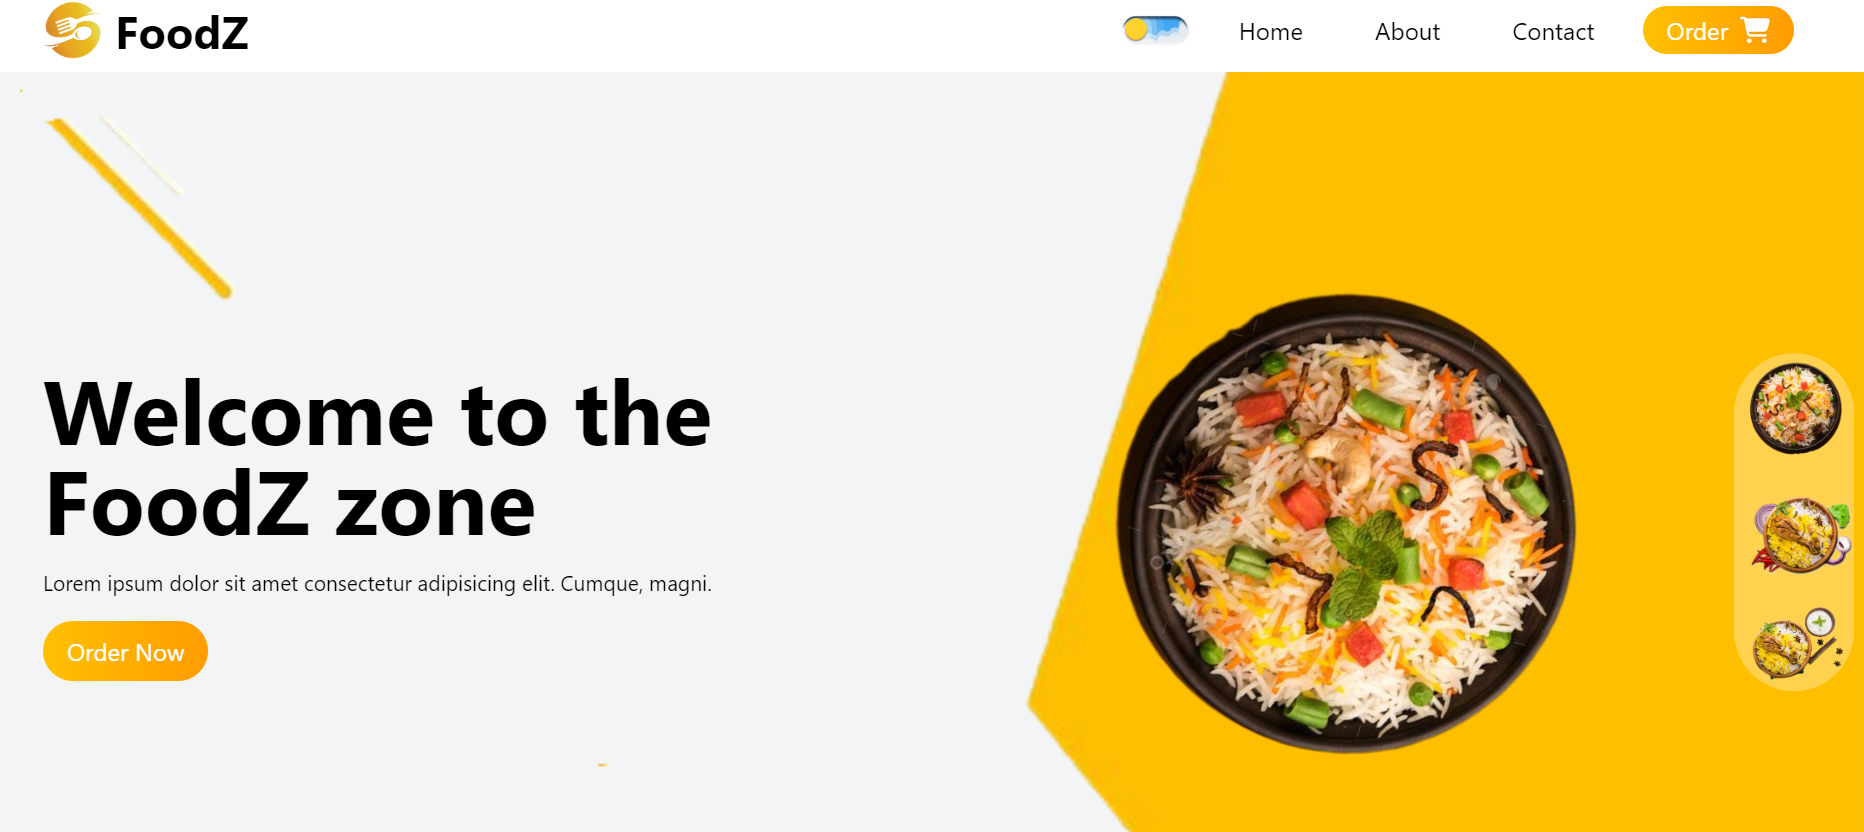 FoodZ
Home
About
Contact
Order
Welcome to the
FoodZ zone
Lorem ipsum dolor sit amet consectetur adipisicing elit. Cumque, magni.
Order Now